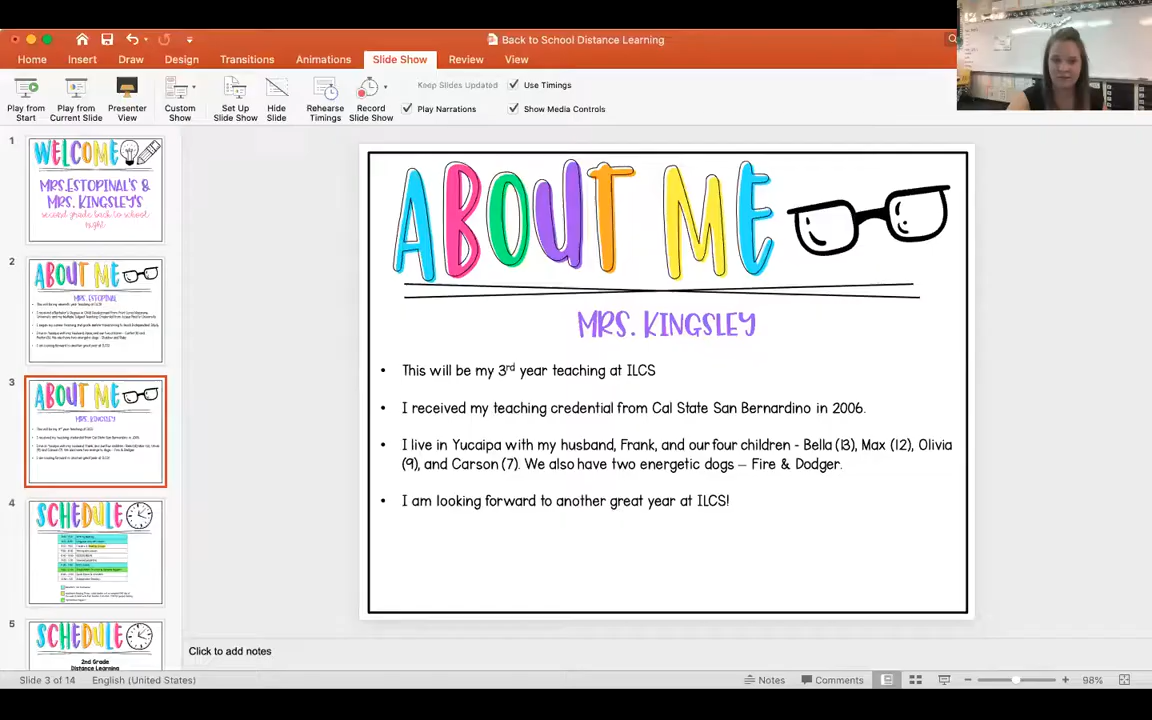 Back to School Distance Learning
Home Insert Draw Design Transitions Animations Slide Show Review View
Play from Start
Play from Current Slide
Presenter View
Custom Show
Set Up Slide Show
Hide Slide
Rehearse Timings
Record Slide Show
Keep Slides Updated
Use Timings
Play Narrations
Show Media Controls
1
WELCOME
MRS.ESTOPINAL'S &
MRS. KINGSLEY'S
second grade back to school
night
2
ABOUT ME
MRS. ESTOPINAL
3
ABOUT ME
MRS. KINGSLEY
4
SCHEDULE
5
SCHEDULE
2nd Grade
Distance Learning
ABOUT ME
MRS. KINGSLEY
• This will be my 3rd year teaching at ILCS
• I received my teaching credential from Cal State San Bernardino in 2006.
• I live in Yucaipa with my husband, Frank, and our four children - Bella (13), Max (12), Olivia
(9), and Carson (7). We also have two energetic dogs – Fire & Dodger.
• I am looking forward to another great year at ILCS!
Click to add notes
Slide 3 of 14 English (United States) Notes Comments 98%